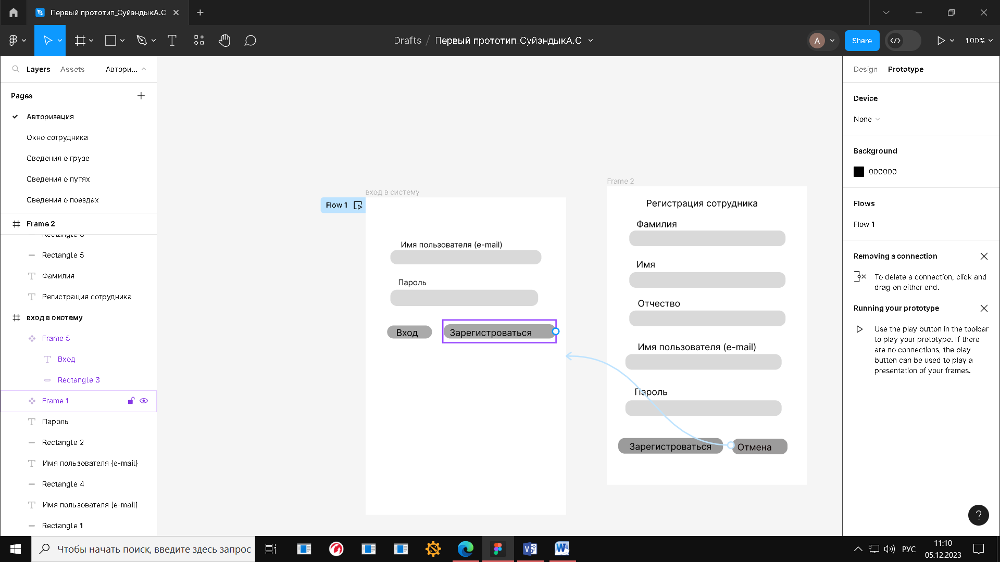 Первый прототип_СуйэндыкА.С
Drafts / Первый прототип_СуйэндыкА.С
A
Share
100%
Layers
Assets
Автори...
Pages
Авторизация
Окно сотрудника
Сведения о грузе
Сведения о путях
Сведения о поездах
Frame 2
Rectangle 6
Rectangle 5
Фамилия
Регистрация сотрудника
вход в систему
Frame 5
Вход
Rectangle 3
Frame 1
Пароль
Rectangle 2
Имя пользователя (e-mail)
Rectangle 4
Имя пользователя (e-mail)
Rectangle 1
вход в систему
Flow 1
Имя пользователя (e-mail)
Пароль
Вход
Зарегистроваться
Frame 2
Регистрация сотрудника
Фамилия
Имя
Отчество
Имя пользователя (e-mail)
Пароль
Зарегистроваться
Отмена
Design
Prototype
Device
None
Background
000000
Flows
Flow 1
Removing a connection
To delete a connection, click and
drag on either end.
Running your prototype
Use the play button in the toolbar
to play your prototype. If there
are no connections, the play
button can be used to play a
presentation of your frames.
?
Чтобы начать поиск, введите здесь запрос
РУС
11:10
05.12.2023